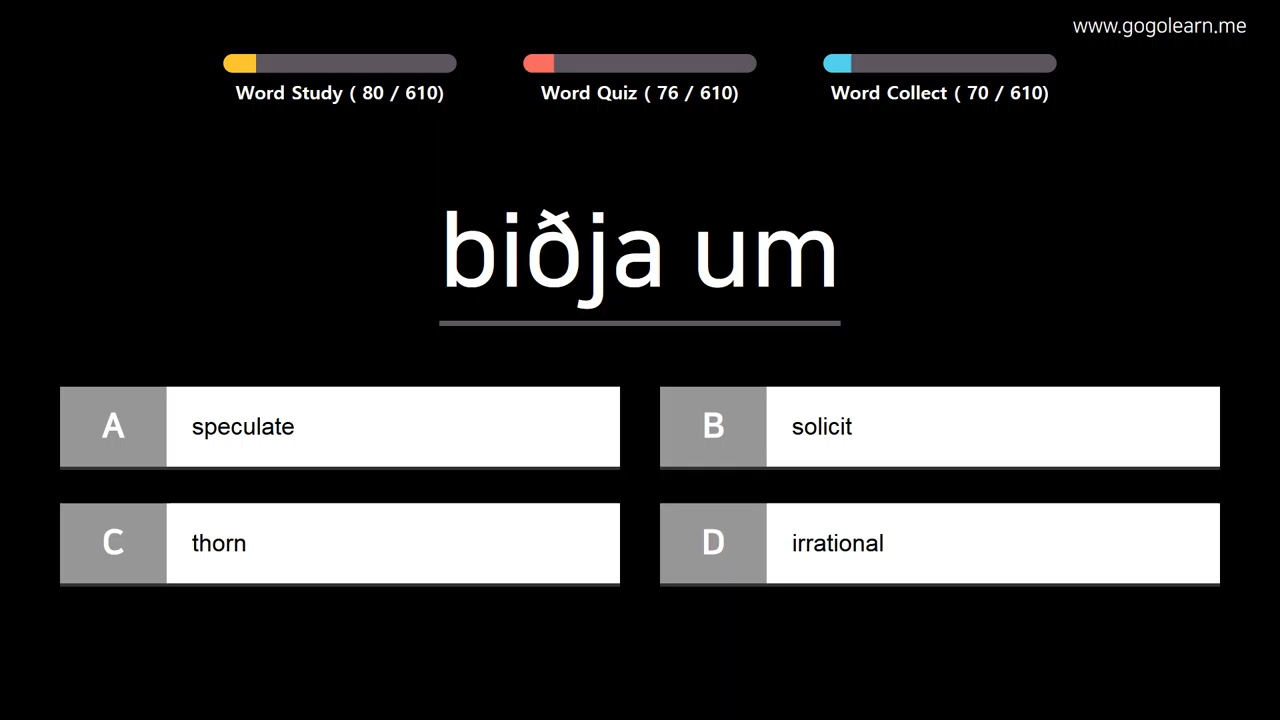 www.gogolearn.me
Word Study ( 80 / 610)
Word Quiz ( 76 / 610)
Word Collect ( 70 / 610)
biðja um
A speculate
B solicit
C thorn
D irrational